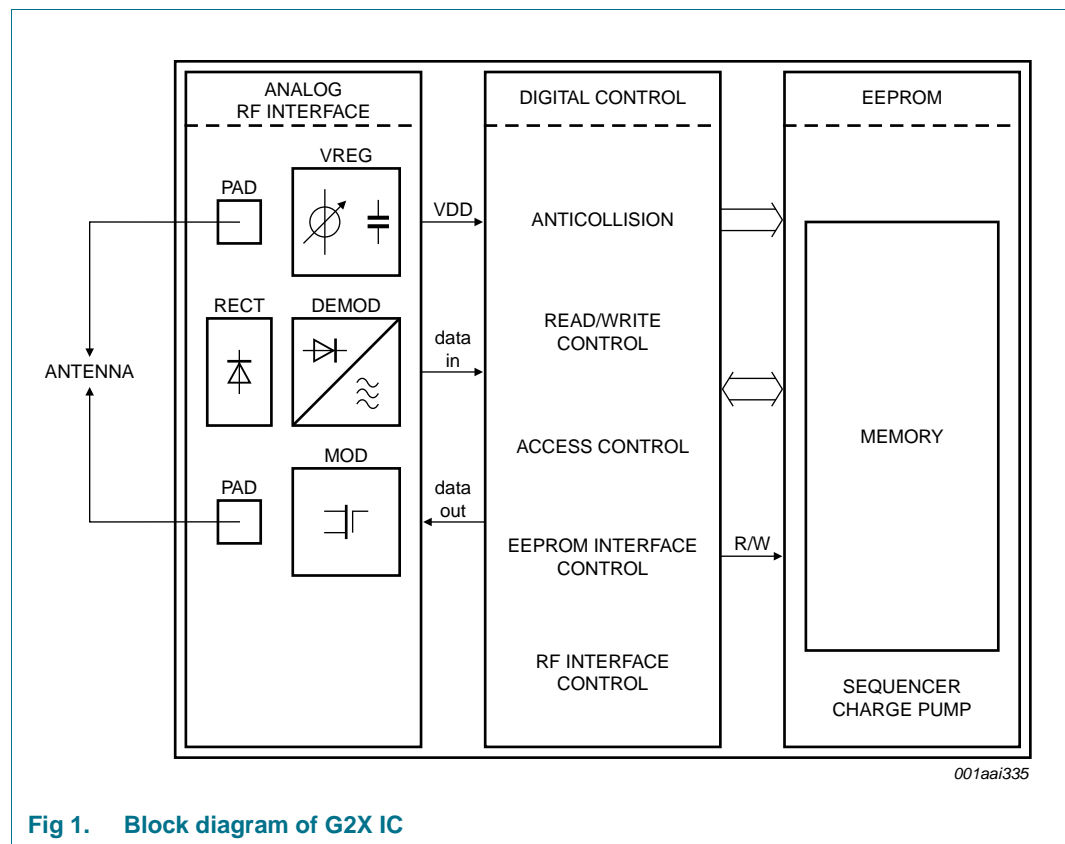 ANALOG
RF INTERFACE
VREG
PAD
RECT
DEMOD
ANTENNA
MOD
PAD
VDD
data
in
data
out
DIGITAL CONTROL
ANTICOLLISION
READ/WRITE
CONTROL
ACCESS CONTROL
EEPROM INTERFACE
CONTROL
RF INTERFACE
CONTROL
R/W
EEPROM
MEMORY
SEQUENCER
CHARGE PUMP
001aai335
Fig 1. Block diagram of G2X IC